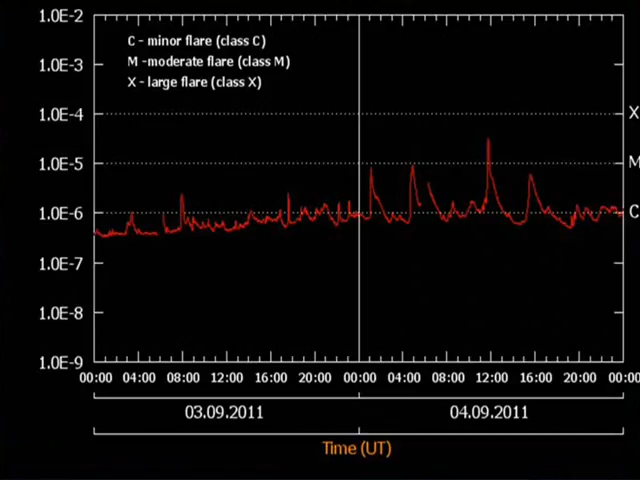 1.0E-2
C - minor flare (class C)
M -moderate flare (class M)
X - large flare (class X)
1.0E-3
1.0E-4 X
1.0E-5 M
1.0E-6 C
1.0E-7
1.0E-8
1.0E-9
00:00 04:00 08:00 12:00 16:00 20:00 00:00 04:00 08:00 12:00 16:00 20:00 00:00
03.09.2011 04.09.2011
Time (UT)